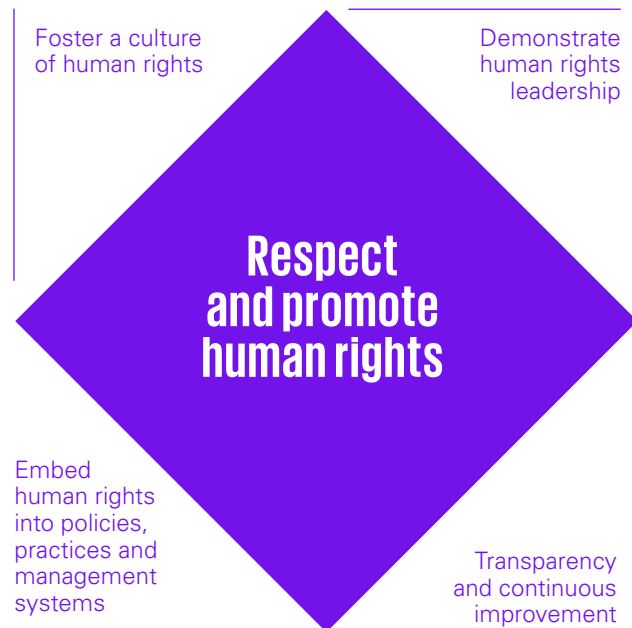 Foster a culture
of human rights
Demonstrate
human rights
leadership
Respect
and promote
human rights
Embed
human rights
into policies,
practices and
management
systems
Transparency
and continuous
improvement